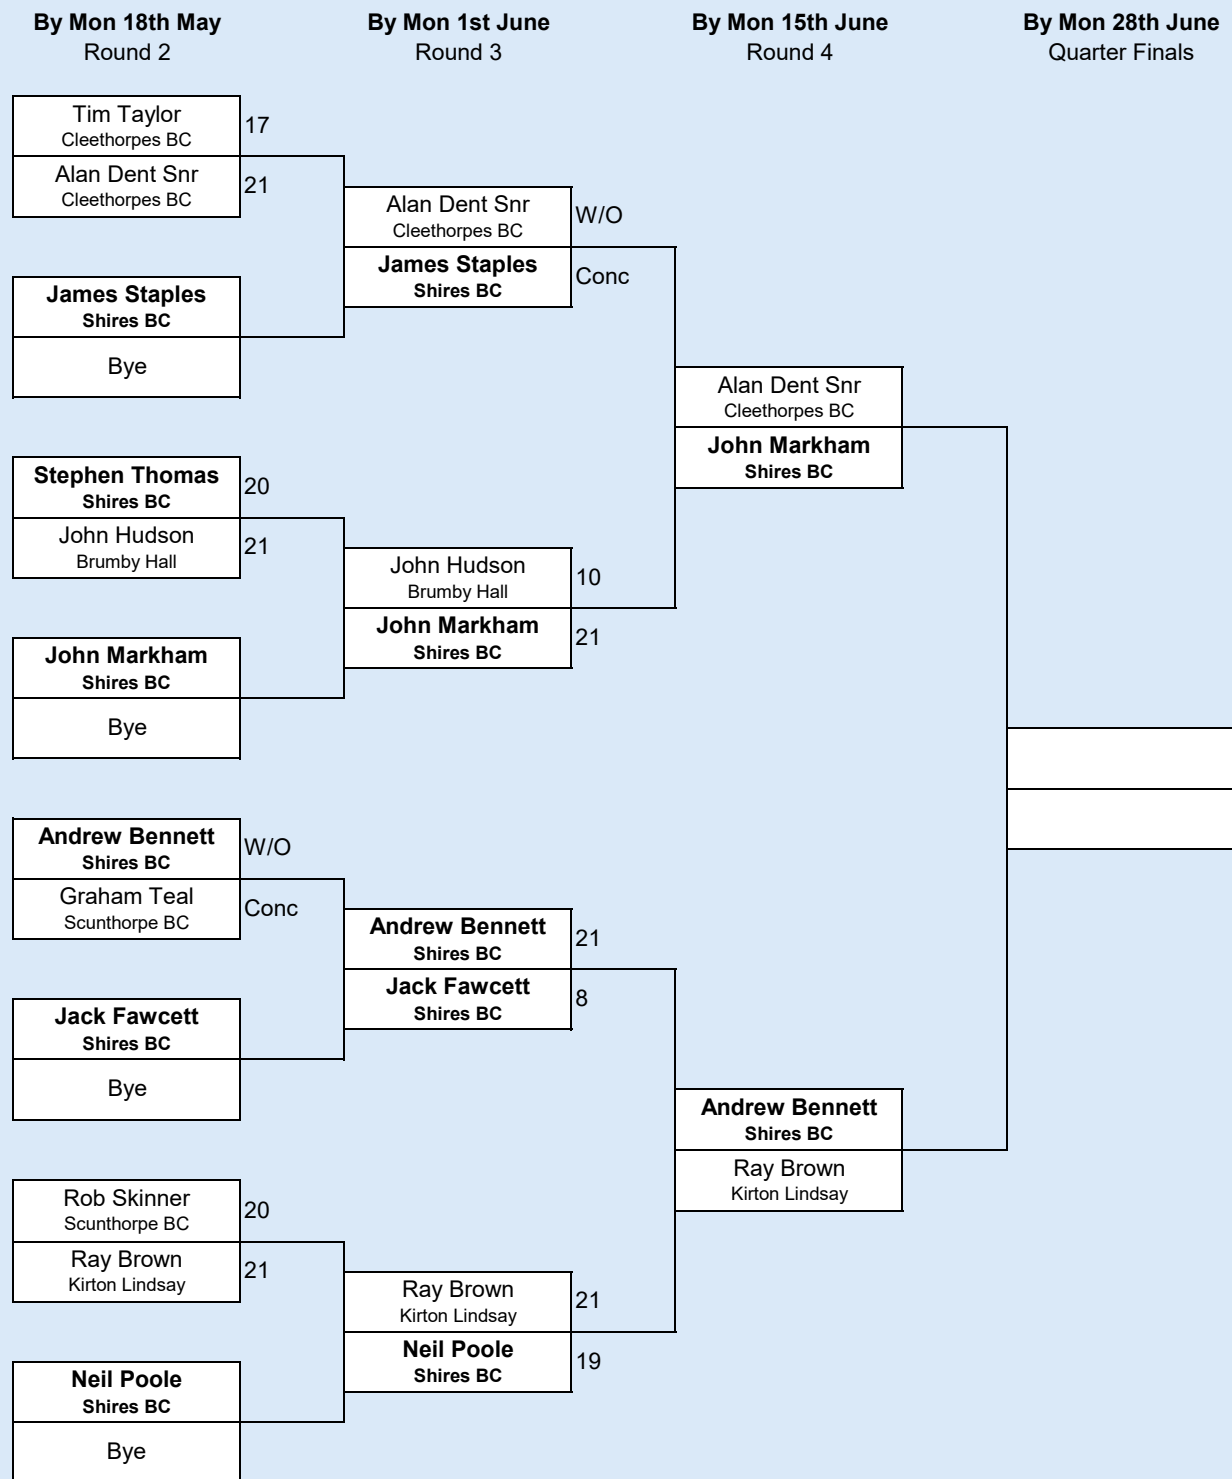 By Mon 18th May
Round 2
By Mon 1st June
Round 3
By Mon 15th June
Round 4
By Mon 28th June
Quarter Finals
Tim Taylor
Cleethorpes BC
17
Alan Dent Snr
Cleethorpes BC
21
James Staples
Shires BC
Bye
Stephen Thomas
Shires BC
20
John Hudson
Brumby Hall
21
John Markham
Shires BC
Bye
Andrew Bennett
Shires BC
W/O
Graham Teal
Scunthorpe BC
Conc
Jack Fawcett
Shires BC
Bye
Rob Skinner
Scunthorpe BC
20
Ray Brown
Kirton Lindsay
21
Neil Poole
Shires BC
Bye
Alan Dent Snr
Cleethorpes BC
W/O
James Staples
Shires BC
Conc
John Hudson
Brumby Hall
10
John Markham
Shires BC
21
Andrew Bennett
Shires BC
21
Jack Fawcett
Shires BC
8
Ray Brown
Kirton Lindsay
21
Neil Poole
Shires BC
19
Alan Dent Snr
Cleethorpes BC
John Markham
Shires BC
Andrew Bennett
Shires BC
Ray Brown
Kirton Lindsay